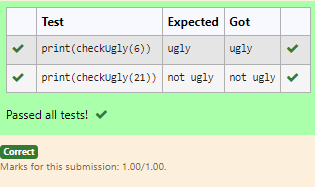 Test Expected Got
print(checkUgly(6)) ugly ugly
print(checkUgly(21)) not ugly not ugly
Passed all tests!
Correct
Marks for this submission: 1.00/1.00.